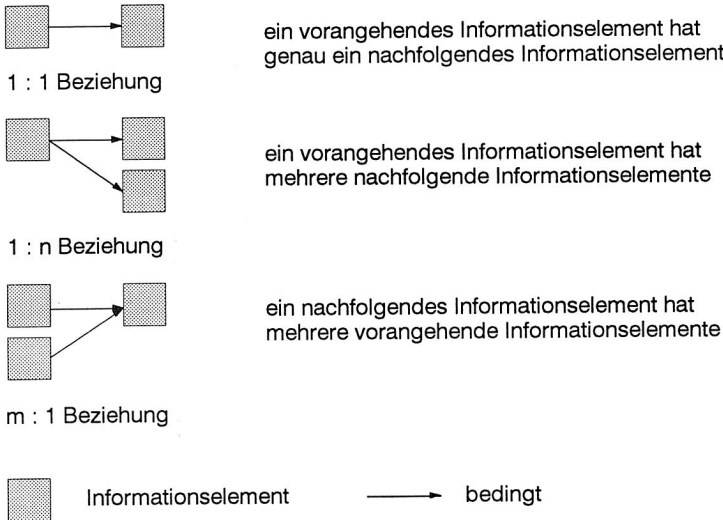 ein vorangehendes Informationselement hat
genau ein nachfolgendes Informationselement
1 : 1 Beziehung
ein vorangehendes Informationselement hat
mehrere nachfolgende Informationselemente
1 : n Beziehung
ein nachfolgendes Informationselement hat
mehrere vorangehende Informationselemente
m : 1 Beziehung
Informationselement
bedingt